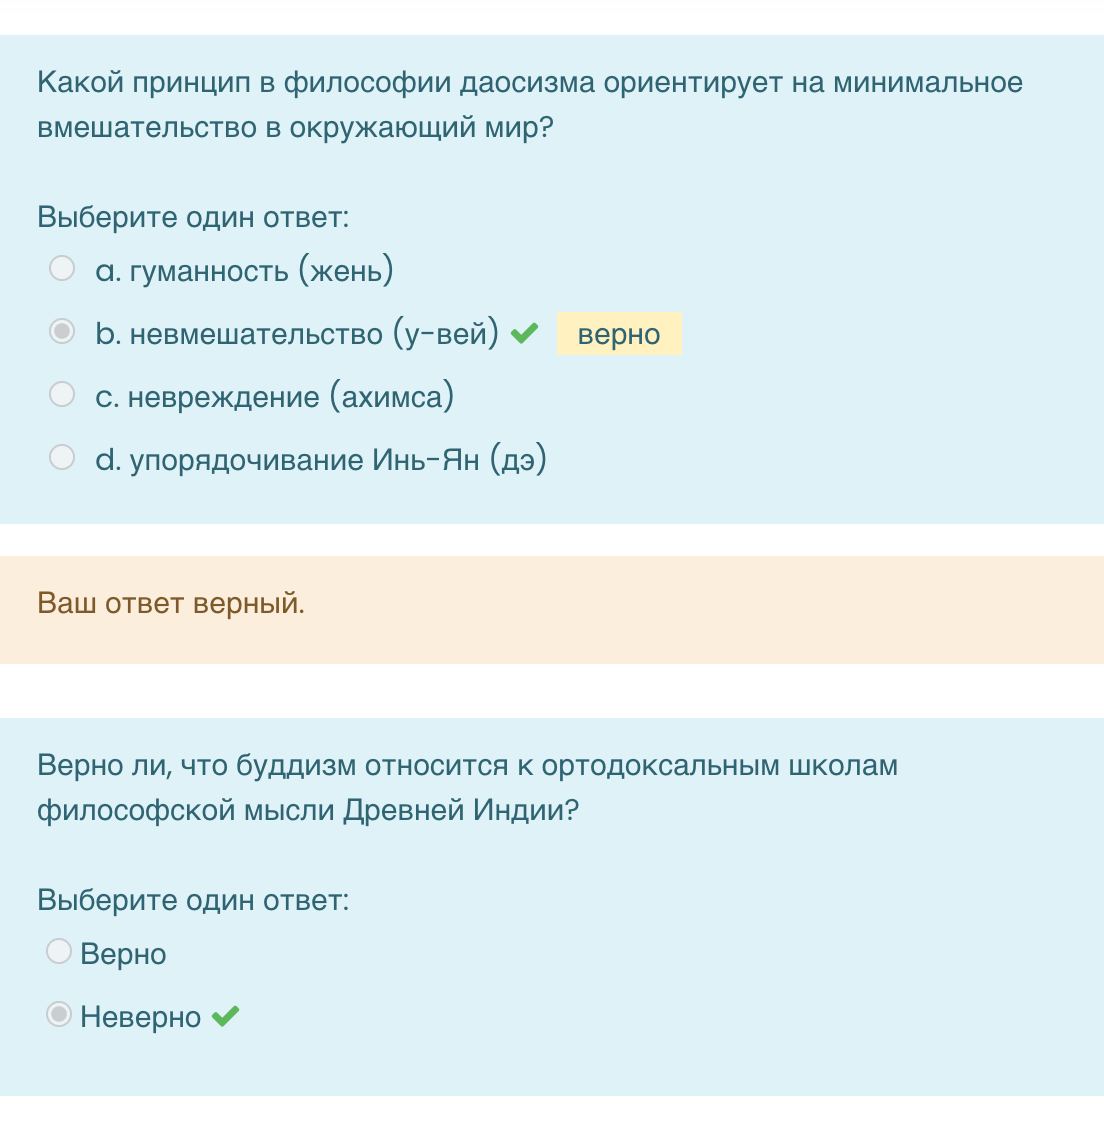 Какой принцип в философии даосизма ориентирует на минимальное
вмешательство в окружающий мир?
Выберите один ответ:
a. гуманность (жень)
b. невмешательство (у-вей) верно
c. невреждение (ахимса)
d. упорядочивание Инь-Ян (дэ)
Ваш ответ верный.
Верно ли, что буддизм относится к ортодоксальным школам
философской мысли Древней Индии?
Выберите один ответ:
Верно
Неверно